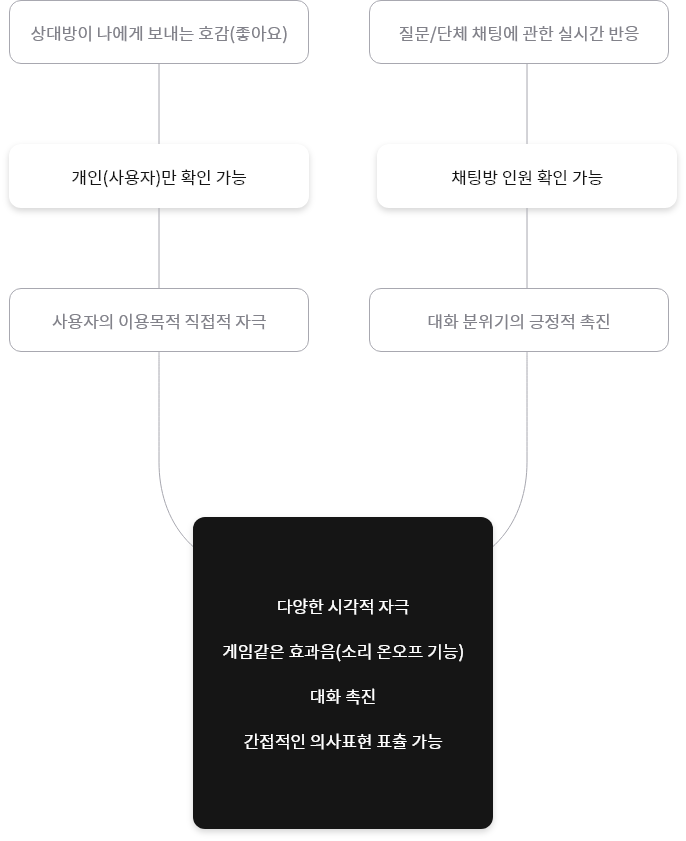 상대방이 나에게 보내는 호감(좋아요)
질문/단체 채팅에 관한 실시간 반응
개인(사용자)만 확인 가능
채팅방 인원 확인 가능
사용자의 이용목적 직접적 자극
대화 분위기의 긍정적 촉진
다양한 시각적 자극
게임같은 효과음(소리 온오프 기능)
대화 촉진
간접적인 의사표현 표출 가능